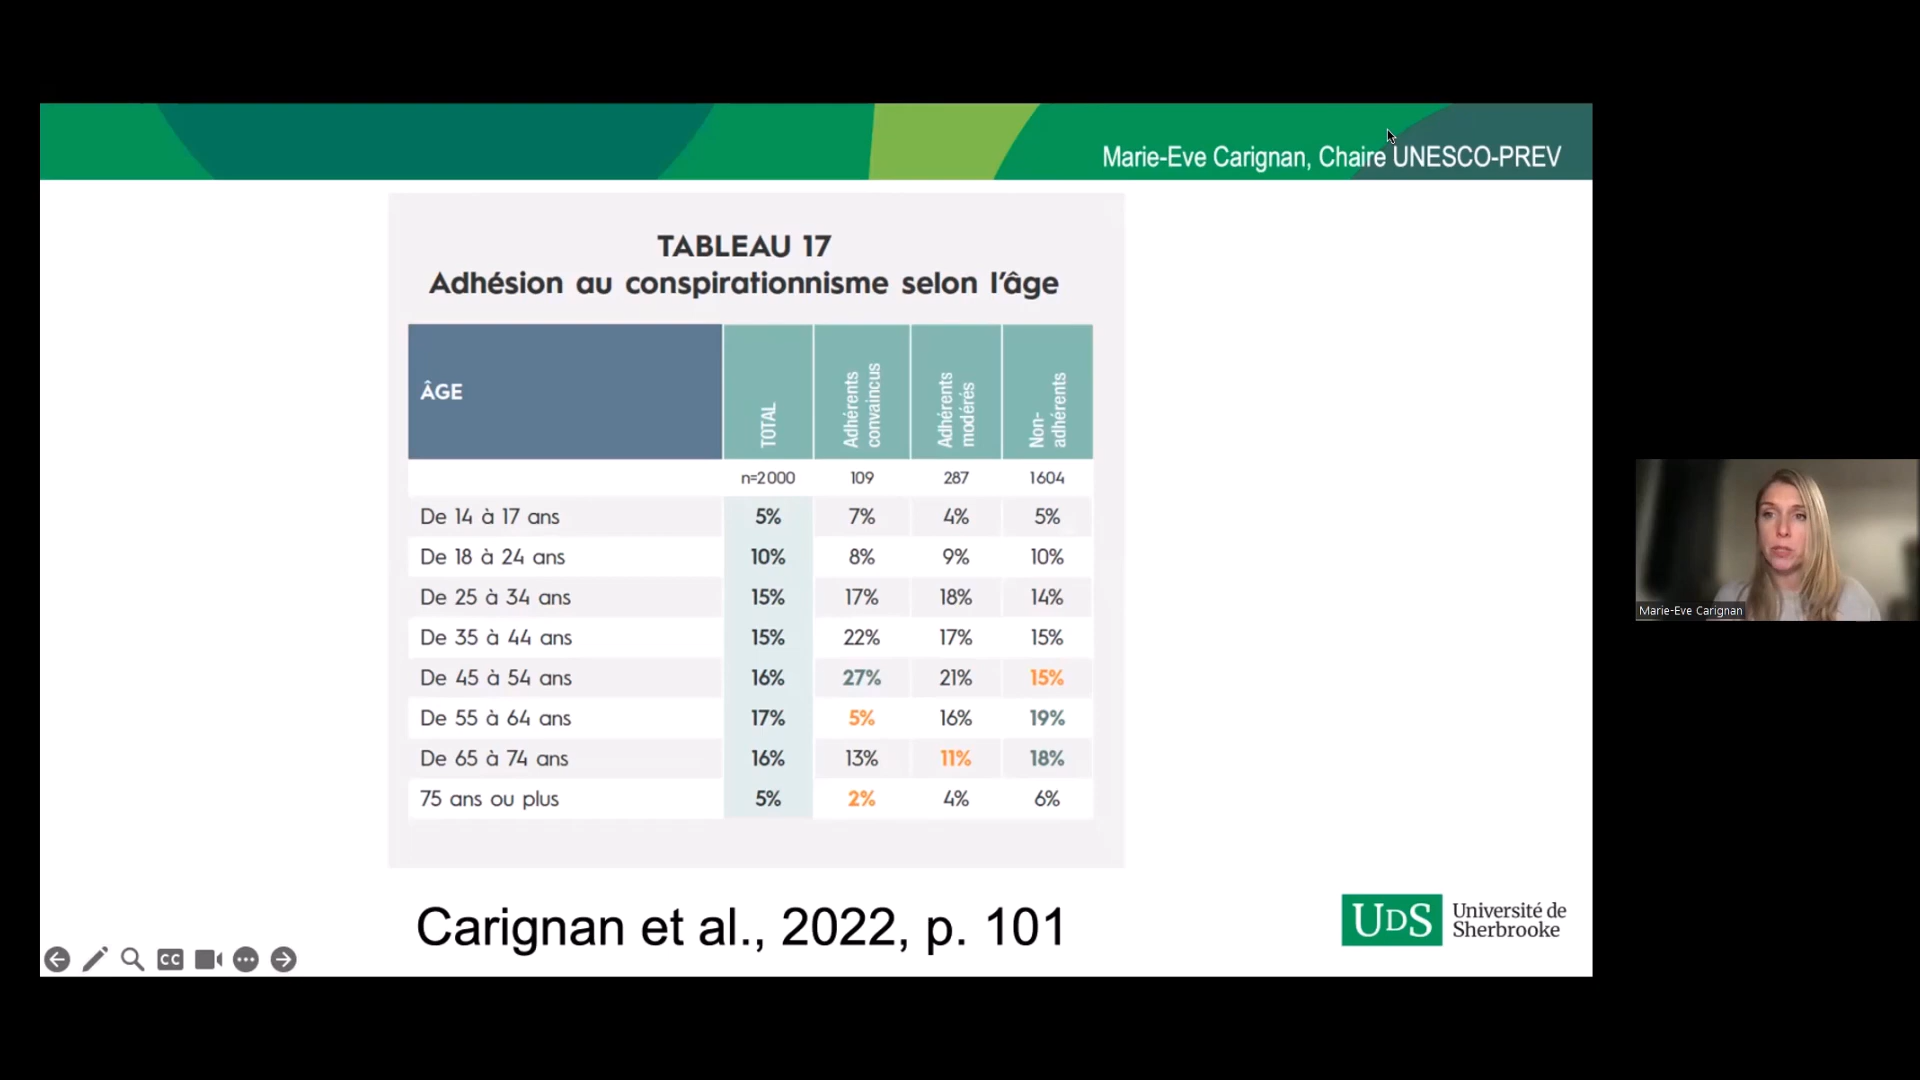 Marie-Eve Carignan, Chaire UNESCO-PREV
TABLEAU 17
Adhésion au conspirationnisme selon l'âge
ÂGE
TOTAL
Adhérents
convaincus
Adhérents
modérés
Non-
adhérents
n=2000 109 287 1604
De 14 à 17 ans 5% 7% 4% 5%
De 18 à 24 ans 10% 8% 9% 10%
De 25 à 34 ans 15% 17% 18% 14%
De 35 à 44 ans 15% 22% 17% 15%
De 45 à 54 ans 16% 27% 21% 15%
De 55 à 64 ans 17% 5% 16% 19%
De 65 à 74 ans 16% 13% 11% 18%
75 ans ou plus 5% 2% 4% 6%
Carignan et al., 2022, p. 101
UDS Université de
Sherbrooke
CC
Marie-Eve Carignan